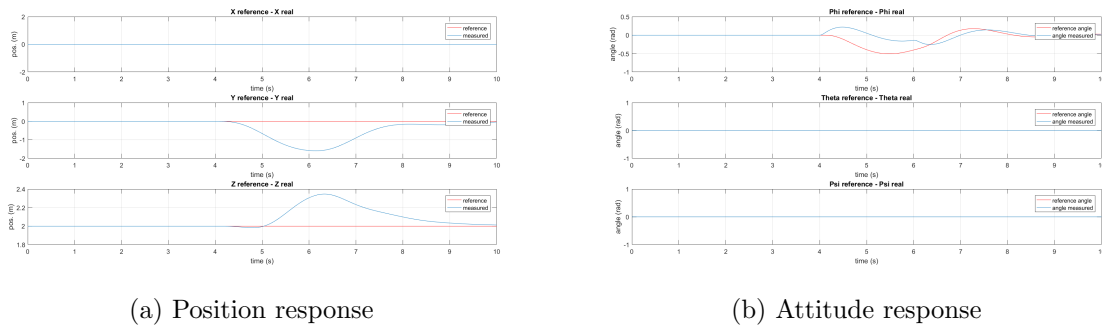 X reference - X real
2
0
-2
pos. (m)
reference
measured
0 1 2 3 4 5 6 7 8 9 10
time (s)
Y reference - Y real
1
0
-1
-2
pos. (m)
reference
measured
0 1 2 3 4 5 6 7 8 9 10
time (s)
Z reference - Z real
2.4
2.2
2
1.8
pos. (m)
reference
measured
0 1 2 3 4 5 6 7 8 9 10
time (s)
(a) Position response
Phi reference - Phi real
0.5
0
-0.5
-1
angle (rad)
reference angle
angle measured
0 1 2 3 4 5 6 7 8 9 1
time (s)
Theta reference - Theta real
1
0
-1
angle (rad)
reference angle
angle measured
0 1 2 3 4 5 6 7 8 9 1
time (s)
Psi reference - Psi real
1
0
-1
angle (rad)
reference angle
angle measured
0 1 2 3 4 5 6 7 8 9 1
time (s)
(b) Attitude response